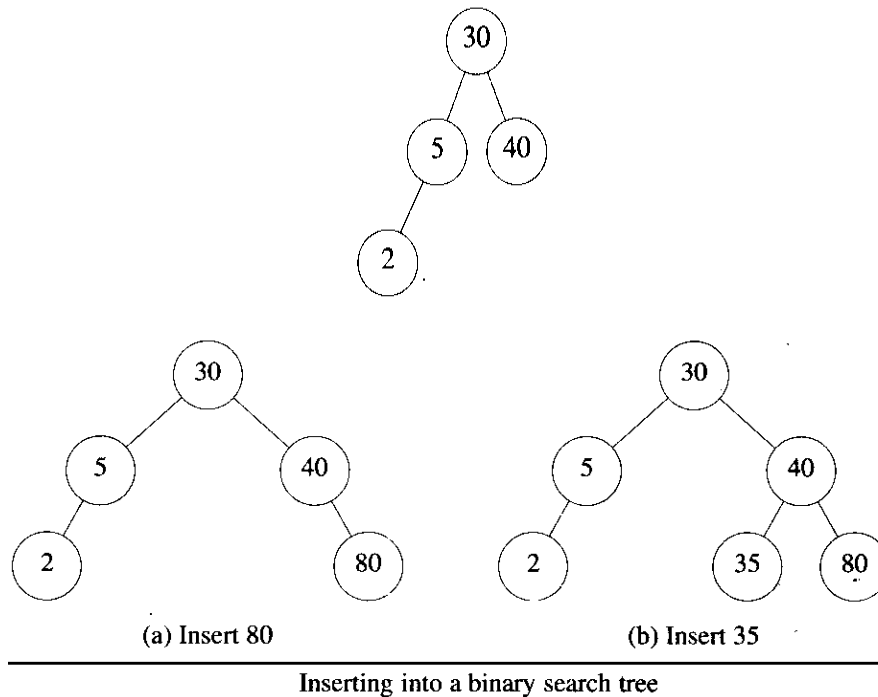 30
5 40
2
30 30
5 40 5 40
2 80 2 35 80
(a) Insert 80 (b) Insert 35
Inserting into a binary search tree